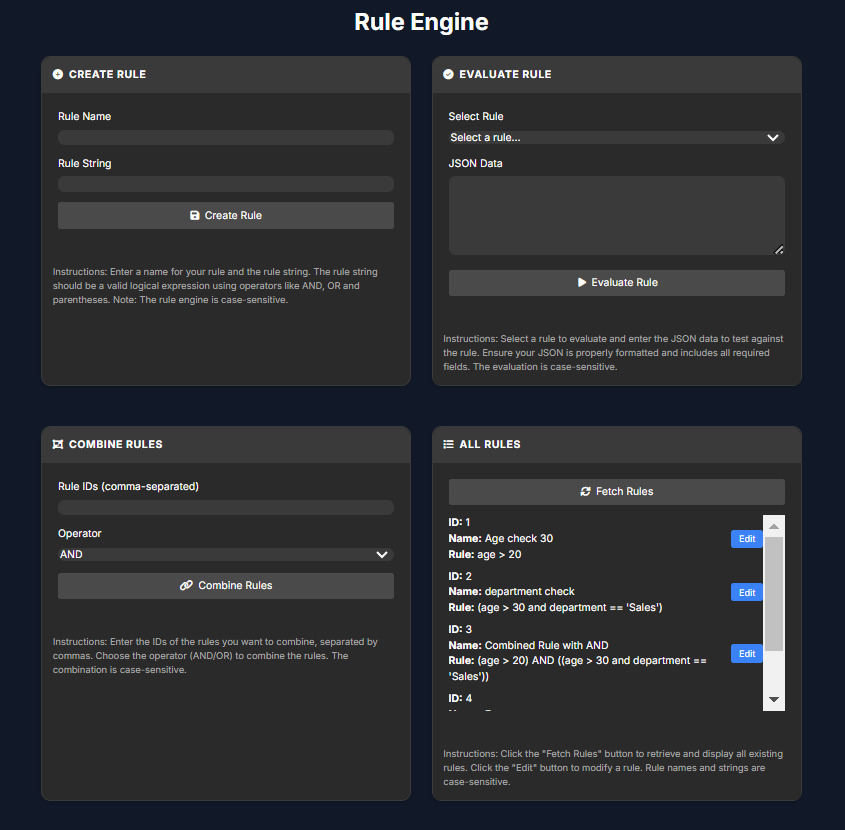 Rule Engine
CREATE RULE
Rule Name
Rule String
Create Rule
Instructions: Enter a name for your rule and the rule string. The rule string
should be a valid logical expression using operators like AND, OR and
parentheses. Note: The rule engine is case-sensitive.
EVALUATE RULE
Select Rule
Select a rule...
JSON Data
Evaluate Rule
Instructions: Select a rule to evaluate and enter the JSON data to test against
the rule. Ensure your JSON is properly formatted and includes all required
fields. The evaluation is case-sensitive.
COMBINE RULES
Rule IDs (comma-separated)
Operator
AND
Combine Rules
Instructions: Enter the IDs of the rules you want to combine, separated by
commas. Choose the operator (AND/OR) to combine the rules. The
combination is case-sensitive.
ALL RULES
Fetch Rules
ID: 1
Name: Age check 30
Rule: age > 20
Edit
ID: 2
Name: department check
Rule: (age > 30 and department == 'Sales')
Edit
ID: 3
Name: Combined Rule with AND
Rule: (age > 20) AND ((age > 30 and department ==
'Sales'))
Edit
ID: 4
Instructions: Click the "Fetch Rules" button to retrieve and display all existing
rules. Click the "Edit" button to modify a rule. Rule names and strings are
case-sensitive.